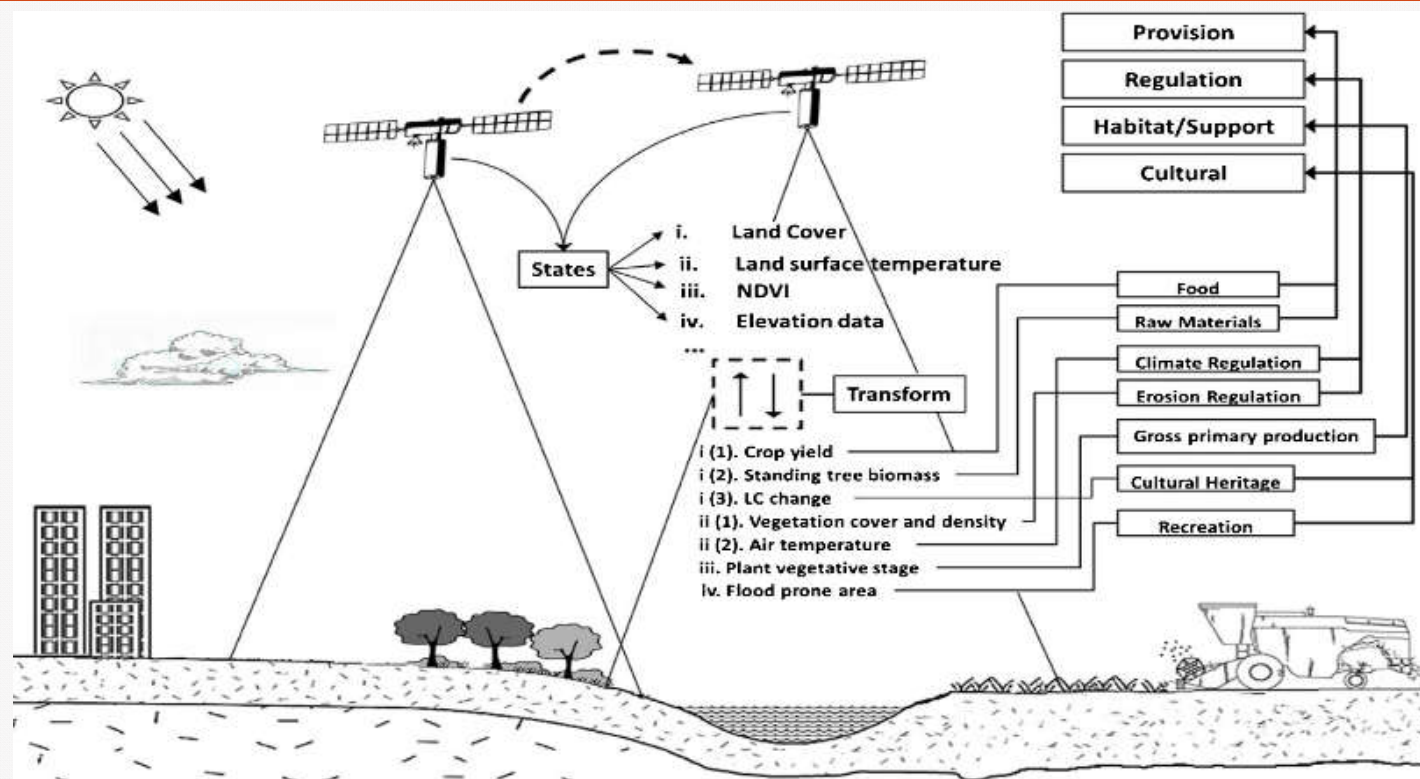 Provision
Regulation
Habitat/Support
Cultural
States
i. Land Cover
ii. Land surface temperature
iii. NDVI
iv. Elevation data
...
Transform
Food
Raw Materials
Climate Regulation
Erosion Regulation
Gross primary production
Cultural Heritage
Recreation
i (1). Crop yield
i (2). Standing tree biomass
i (3). LC change
ii (1). Vegetation cover and density
ii (2). Air temperature
iii. Plant vegetative stage
iv. Flood prone area